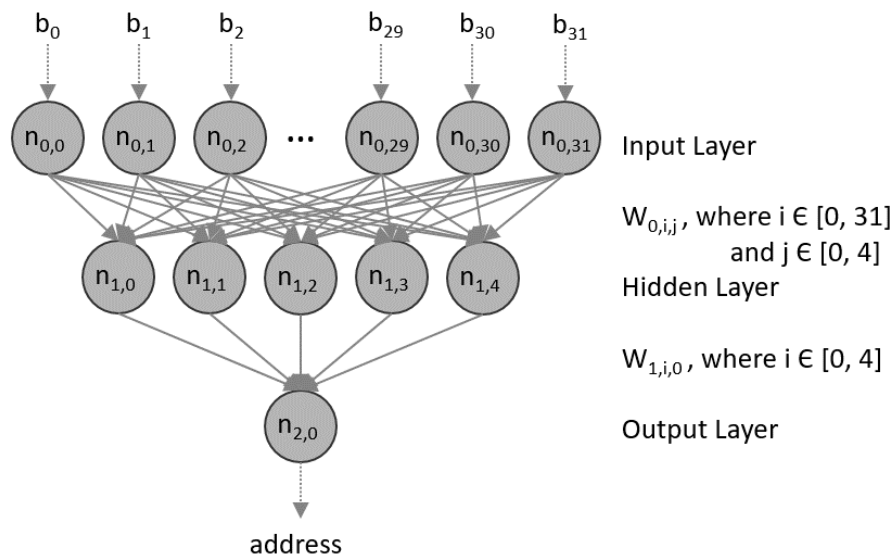 b₀ b₁ b₂ b₂₉ b₃₀ b₃₁
n₀,₀ n₀,₁ n₀,₂ ... n₀,₂₉ n₀,₃₀ n₀,₃₁
Input Layer
W₀,ᵢ,ⱼ, where i ∈ [0, 31]
and j ∈ [0, 4]
n₁,₀ n₁,₁ n₁,₂ n₁,₃ n₁,₄
Hidden Layer
W₁,ᵢ,₀, where i ∈ [0, 4]
n₂,₀
Output Layer
address